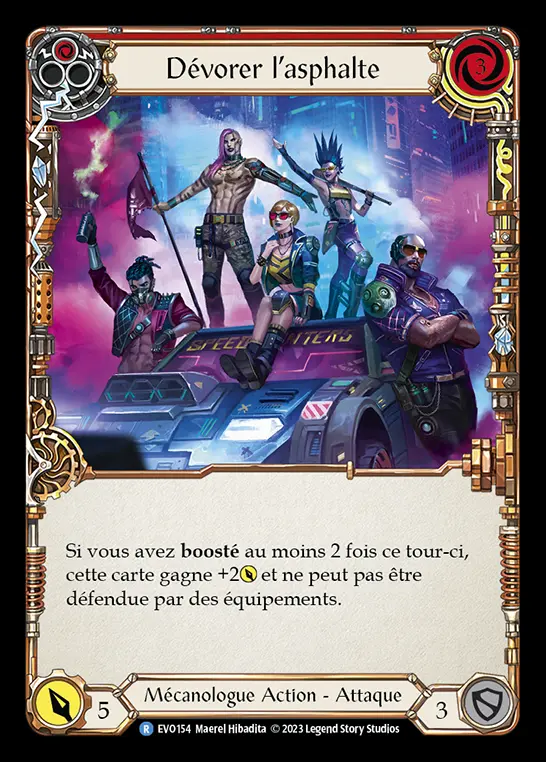 Dévorer l'asphalte
3
Si vous avez boosté au moins 2 fois ce tour-ci,
cette carte gagne +2 et ne peut pas être
défendue par des équipements.
5
Mécanologue Action - Attaque
3
R EVO154 Maerel Hibadita © 2023 Legend Story Studios